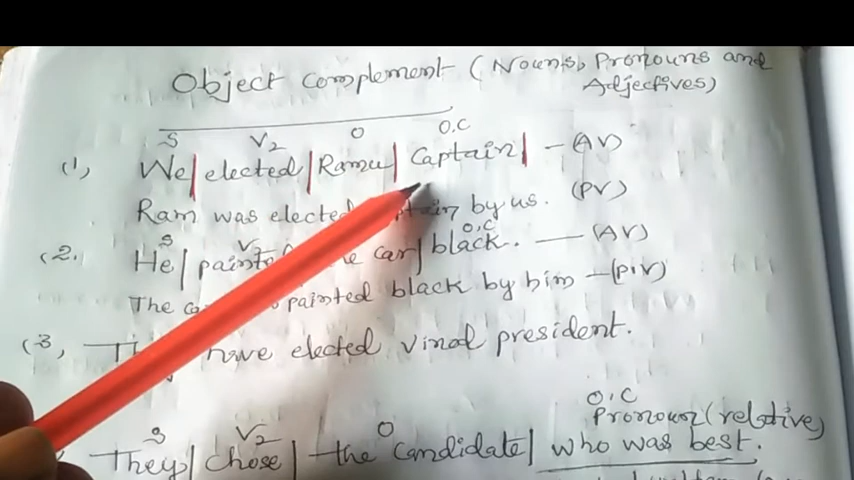 Object Complement (Nouns, Pronouns and
Adjectives)
S V2 O O.C
(1) We| elected |Ramu| Captain| - (AV)
Ram was elected by us. (PV)
S O.C
(2. He| the car| black. — (AV)
The painted black by him - (PV)
(3, have elected vinod president.
O.C
Pronoun (relative)
S V2 O
They| chose |the candidate| who was best.